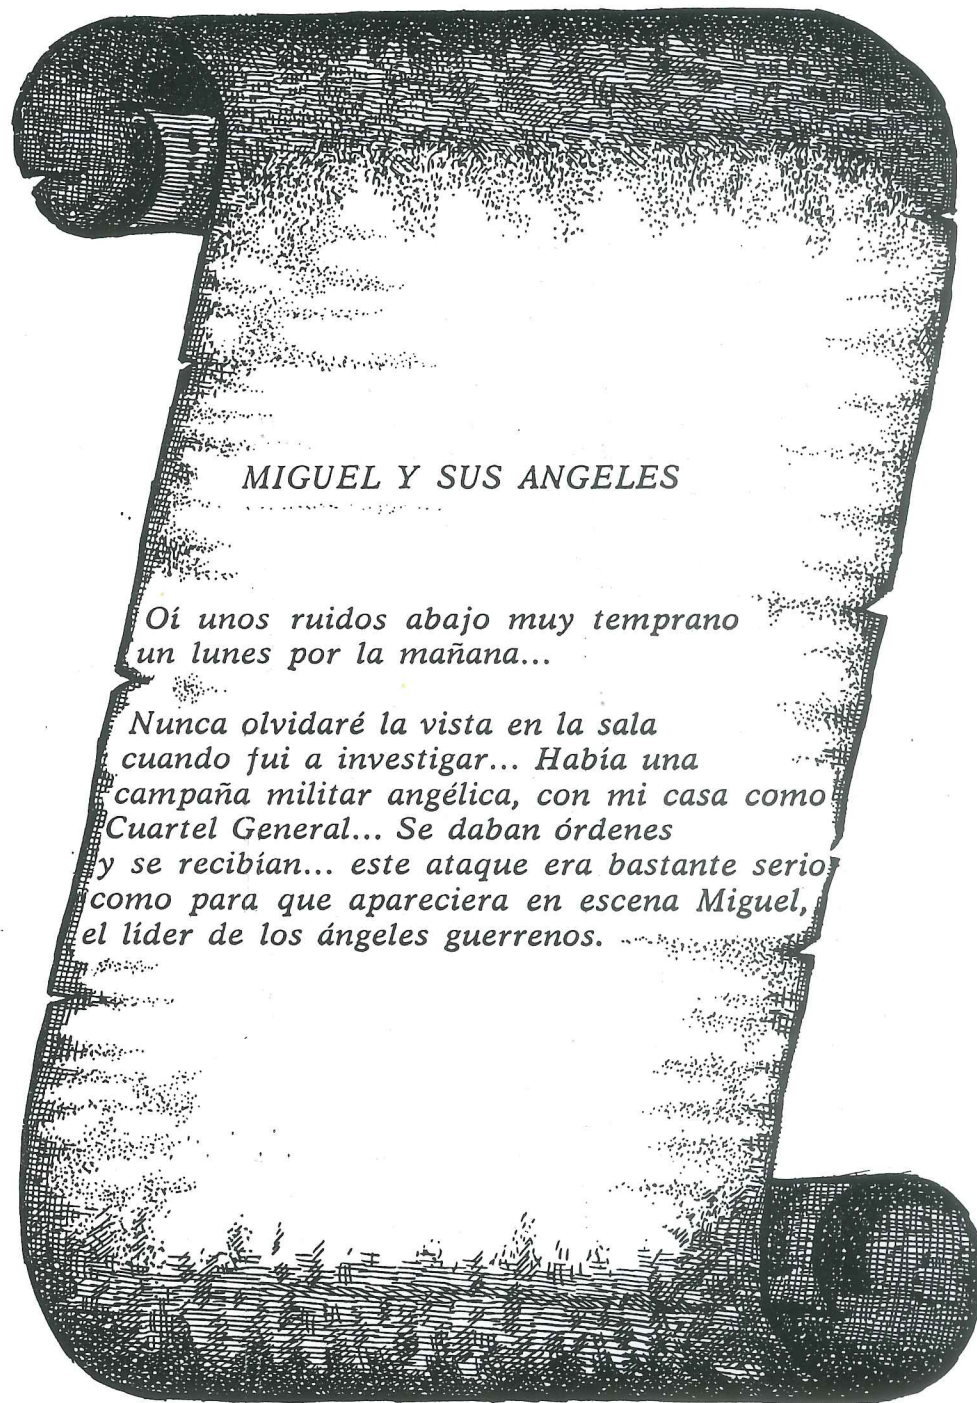 MIGUEL Y SUS ANGELES
Oí unos ruidos abajo muy temprano
un lunes por la mañana...
Nunca olvidaré la vista en la sala
cuando fui a investigar... Había una
campaña militar angélica, con mi casa como
Cuartel General... Se daban órdenes
y se recibían... este ataque era bastante serio
como para que apareciera en escena Miguel,
el líder de los ángeles guerrenos.